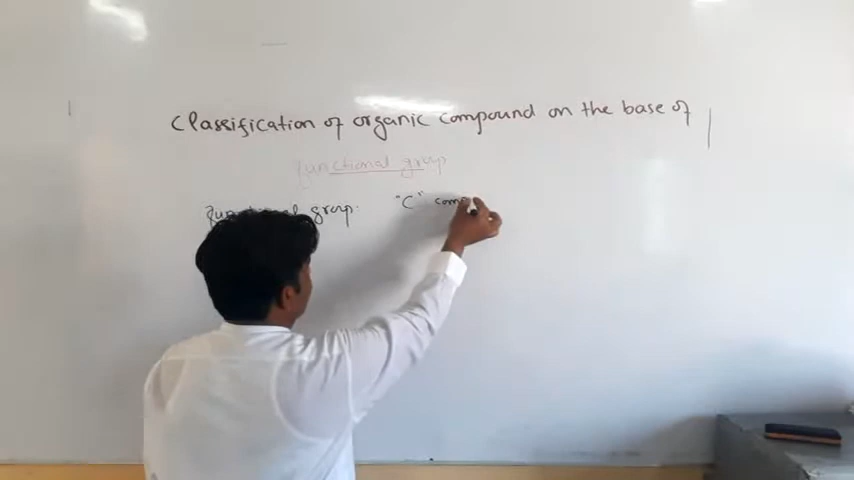 Classification of organic compound on the base of
functional group
functional group. "C" comp